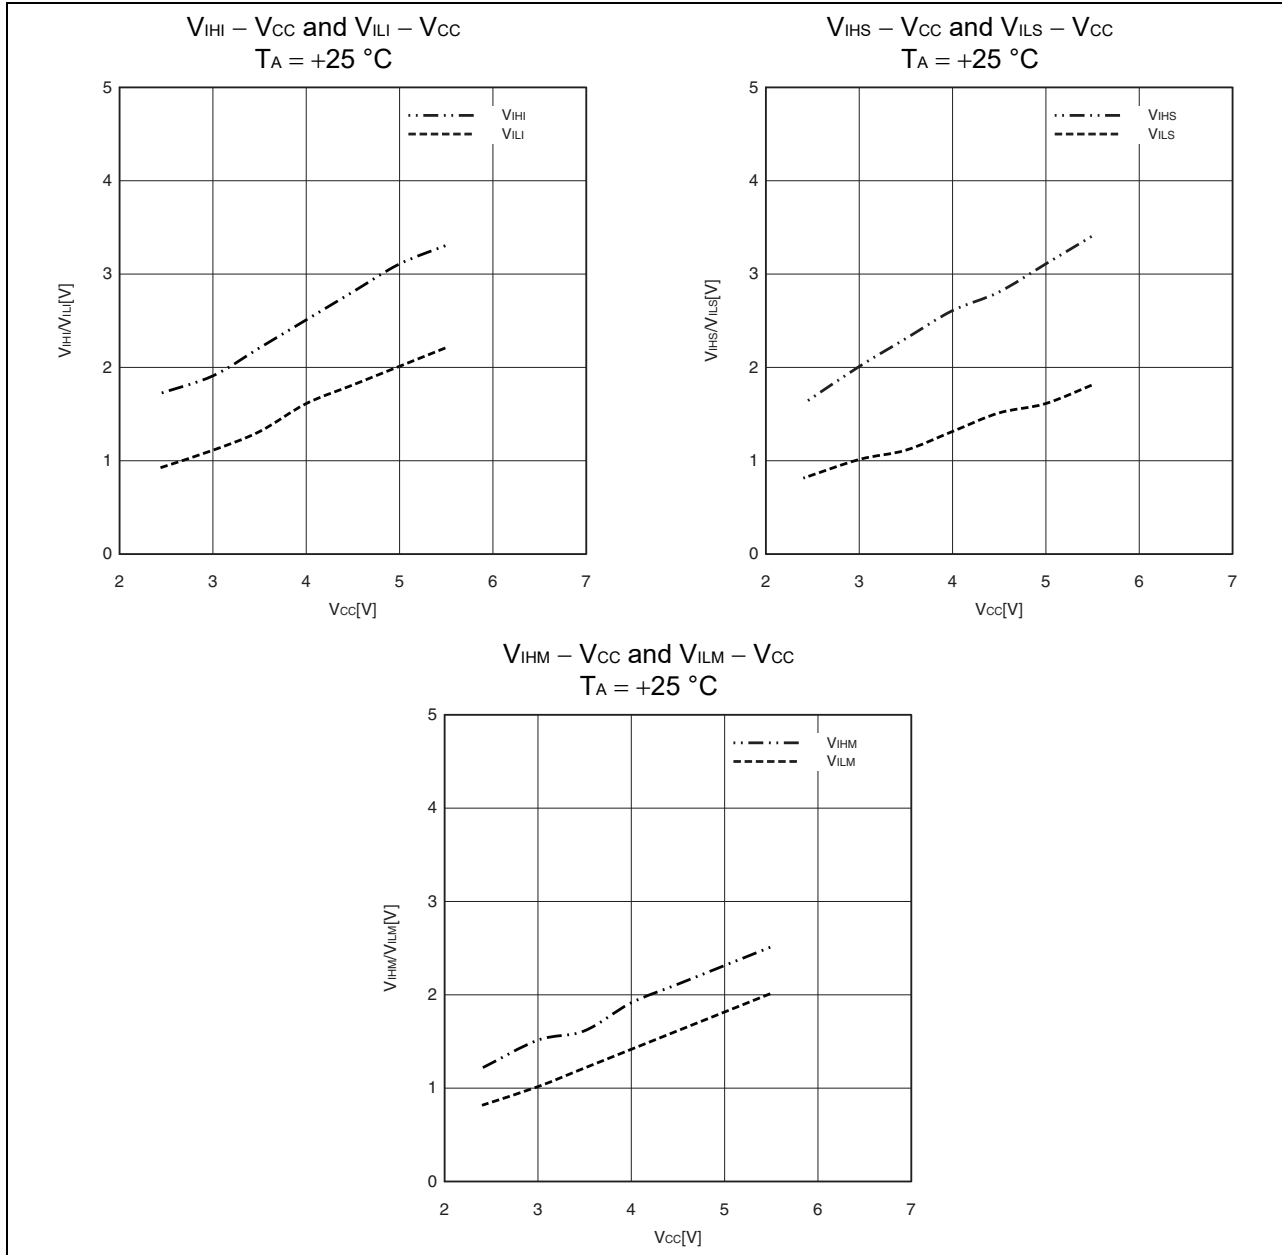 VIHI − VCC and VILI − VCC
TA = +25 °C
VIHI
VILI
5
4
3
2
1
0
VIHI/VILI[V]
2 3 4 5 6 7
VCC[V]
VIHS − VCC and VILS − VCC
TA = +25 °C
VIHS
VILS
5
4
3
2
1
0
VIHS/VILS[V]
2 3 4 5 6 7
VCC[V]
VIHM − VCC and VILM − VCC
TA = +25 °C
VIHM
VILM
5
4
3
2
1
0
VIHM/VILM[V]
2 3 4 5 6 7
VCC[V]